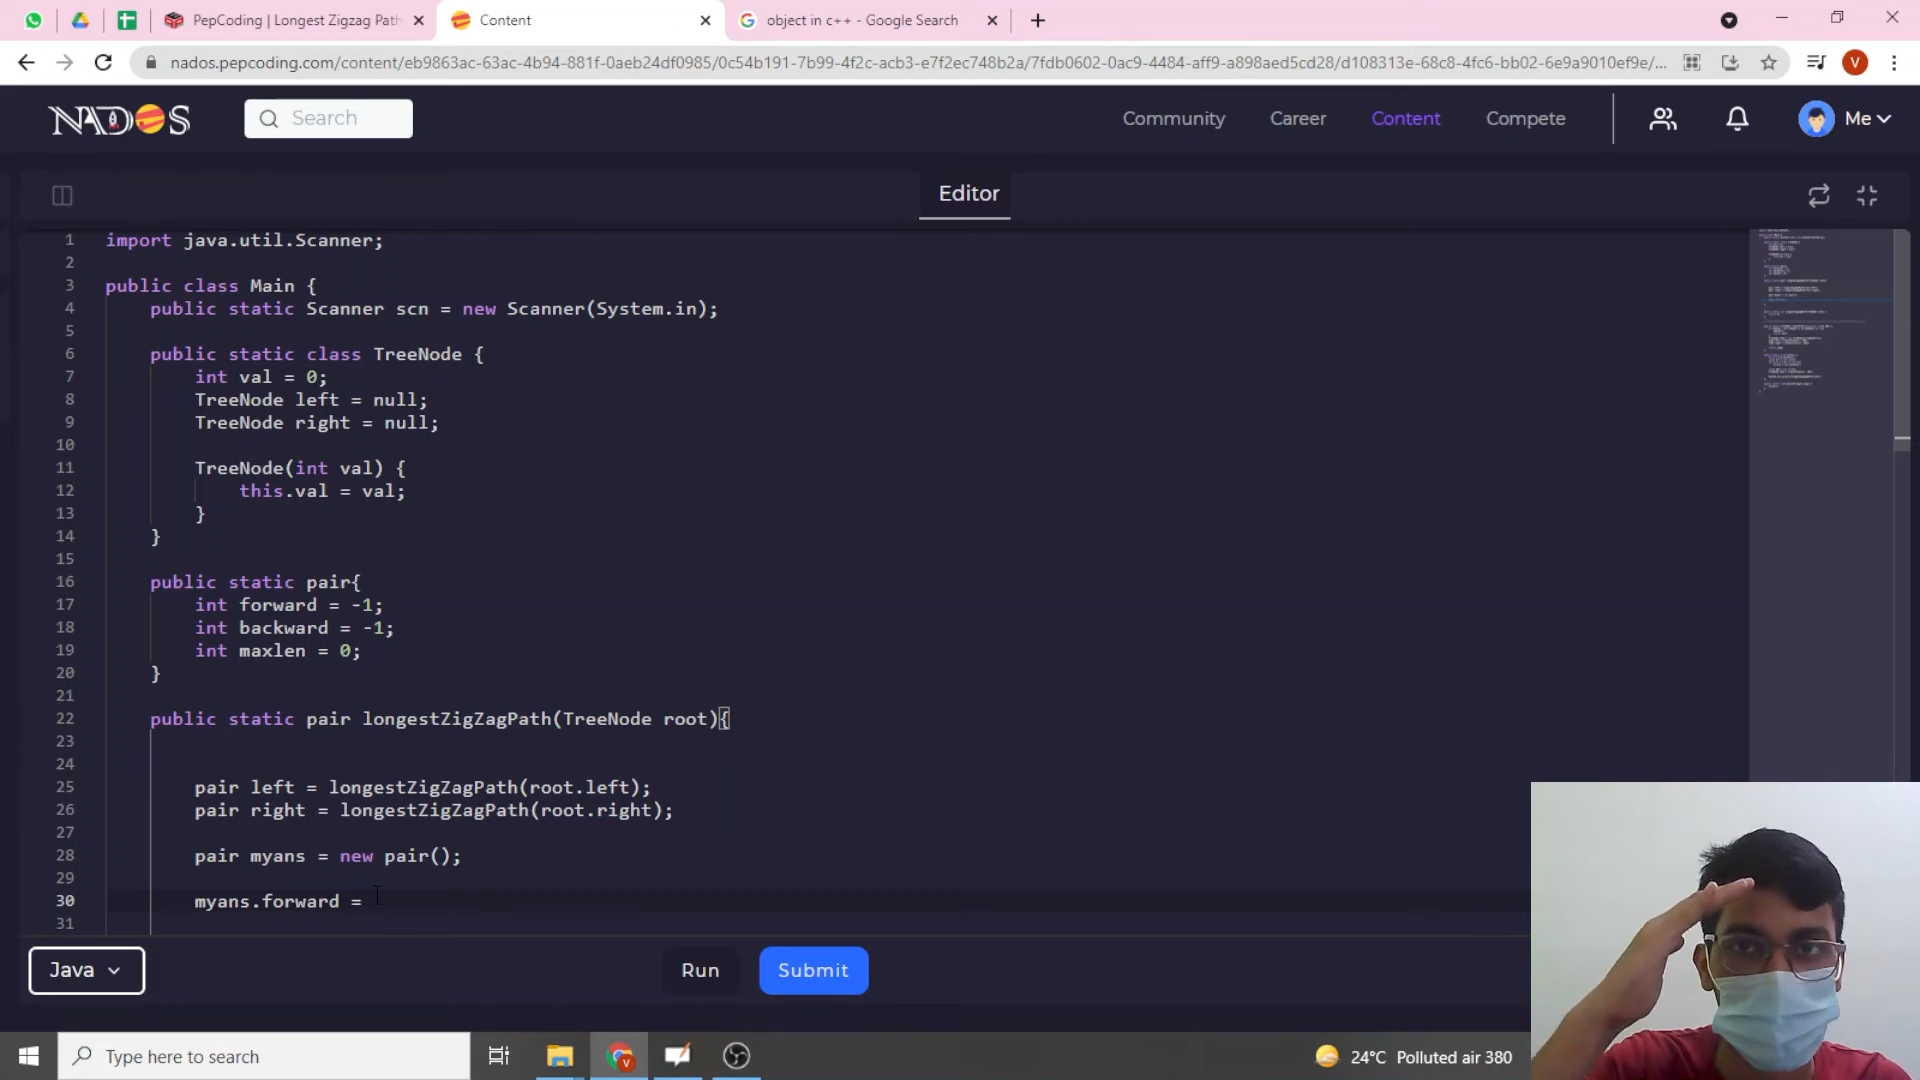 PepCoding | Longest Zigzag Path
Content
object in c++ - Google Search
nados.pepcoding.com/content/eb9863ac-63ac-4b94-881f-0aeb24df0985/0c54b191-7b99-4f2c-acb3-e7f2ec748b2a/7fdb0602-0ac9-4484-aff9-a898aed5cd28/d108313e-68c8-4fc6-bb02-6e9a9010ef9e/...
V
NADOS
Search
Community
Career
Content
Compete
Me
Editor
1 import java.util.Scanner;
2
3 public class Main {
4 public static Scanner scn = new Scanner(System.in);
5
6 public static class TreeNode {
7 int val = 0;
8 TreeNode left = null;
9 TreeNode right = null;
10
11 TreeNode(int val) {
12 this.val = val;
13 }
14 }
15
16 public static pair{
17 int forward = -1;
18 int backward = -1;
19 int maxlen = 0;
20 }
21
22 public static pair longestZigZagPath(TreeNode root){
23
24
25 pair left = longestZigZagPath(root.left);
26 pair right = longestZigZagPath(root.right);
27
28 pair myans = new pair();
29
30 myans.forward =
31
Java
Run
Submit
Type here to search
24°C Polluted air 380